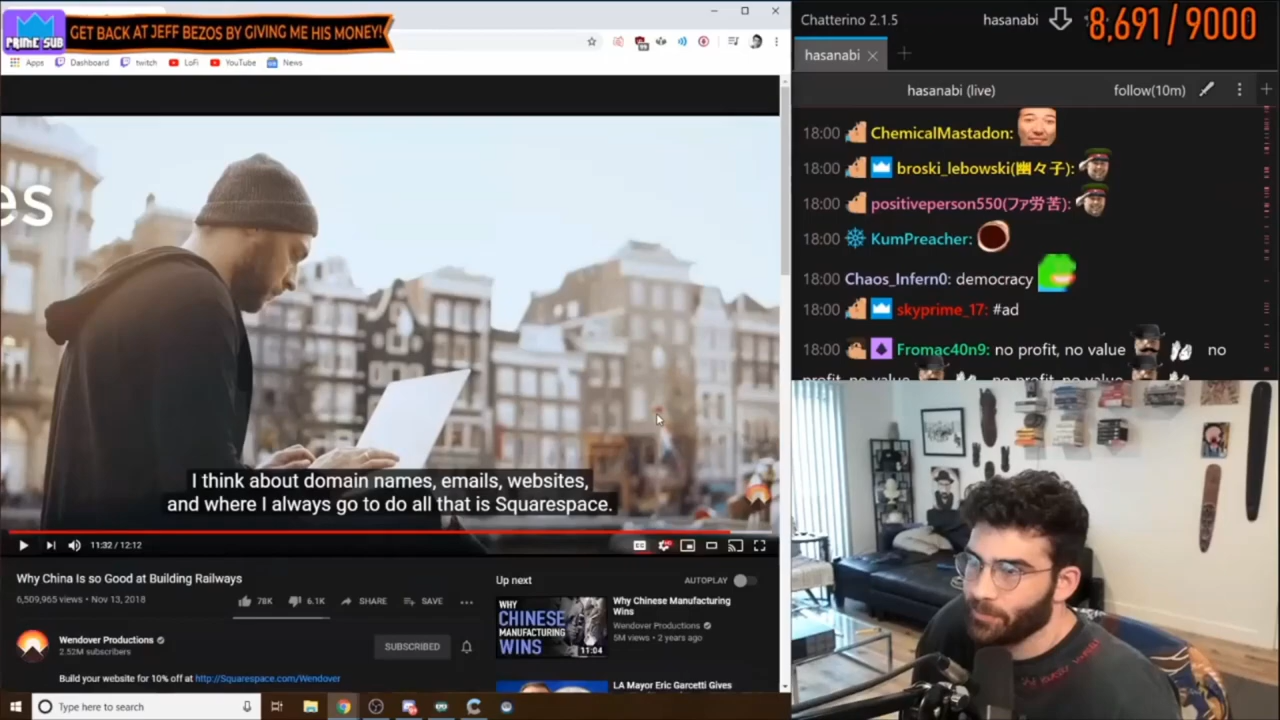 PRIME SUB
GET BACK AT JEFF BEZOS BY GIVING ME HIS MONEY!
Apps Dashboard twitch LoFi YouTube News
es
I think about domain names, emails, websites,
and where I always go to do all that is Squarespace.
11:32 / 12:12
Why China Is so Good at Building Railways
6,509,965 views • Nov 13, 2018
78K 6.1K SHARE SAVE
Wendover Productions
2.52M subscribers
SUBSCRIBED
Build your website for 10% off at http://Squarespace.com/Wendover
Up next
AUTOPLAY
WHY
CHINESE
MANUFACTURING
WINS
11:04
Why Chinese Manufacturing
Wins
Wendover Productions
5M views • 2 years ago
LA Mayor Eric Garcetti Gives
Type here to search
Chatterino 2.1.5
hasanabi
8,691/9000
hasanabi
hasanabi (live)
follow(10m)
18:00 ChemicalMastadon:
18:00 broski_lebowski(幽々子):
18:00 positiveperson550(ファ労苦):
18:00 KumPreacher:
18:00 Chaos_Infern0: democracy
18:00 skyprime_17: #ad
18:00 Fromac40n9: no profit, no value no
profit, no value no profit, no value